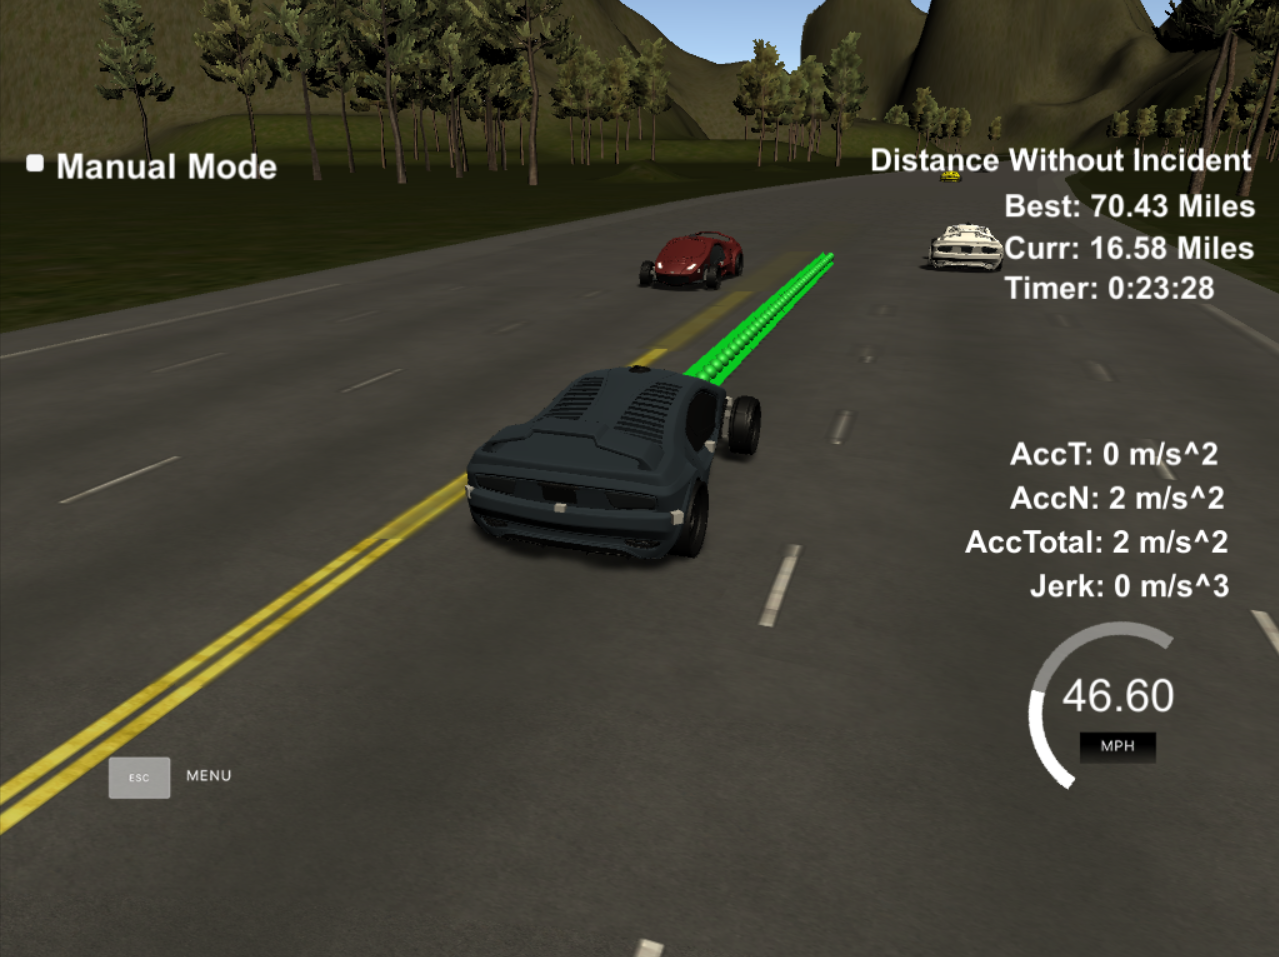 Manual Mode
Distance Without Incident
Best: 70.43 Miles
Curr: 16.58 Miles
Timer: 0:23:28
AccT: 0 m/s^2
AccN: 2 m/s^2
AccTotal: 2 m/s^2
Jerk: 0 m/s^3
46.60
MPH
ESC MENU